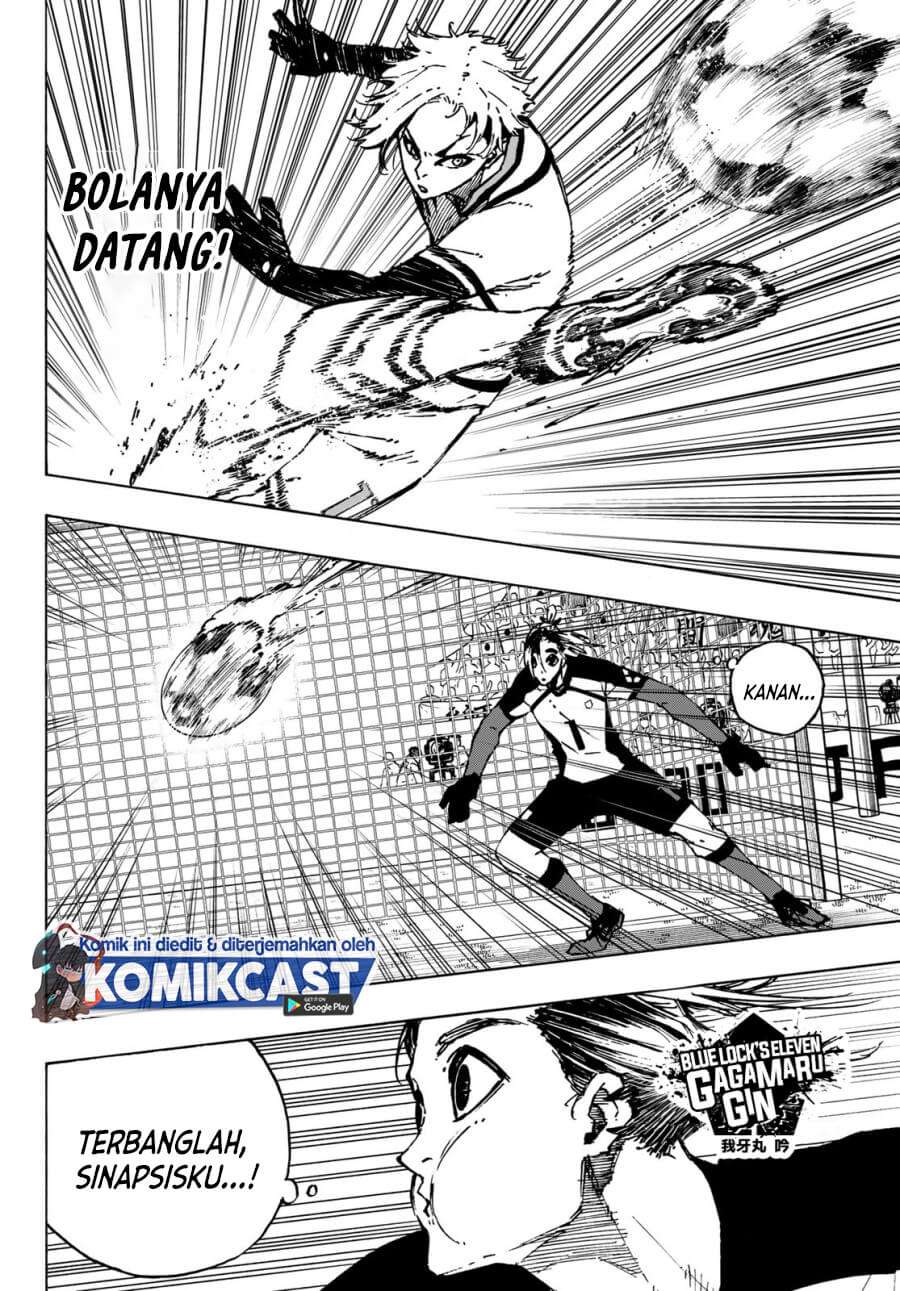 BOLANYA
DATANG!
KANAN...
Komik ini diedit & diterjemahkan oleh
KOMIKCAST
GET IT ON
Google Play
BLUE LOCK'S ELEVEN
GAGAMARU
GIN
我牙丸 吟
TERBANGLAH,
SINAPSISKU...!